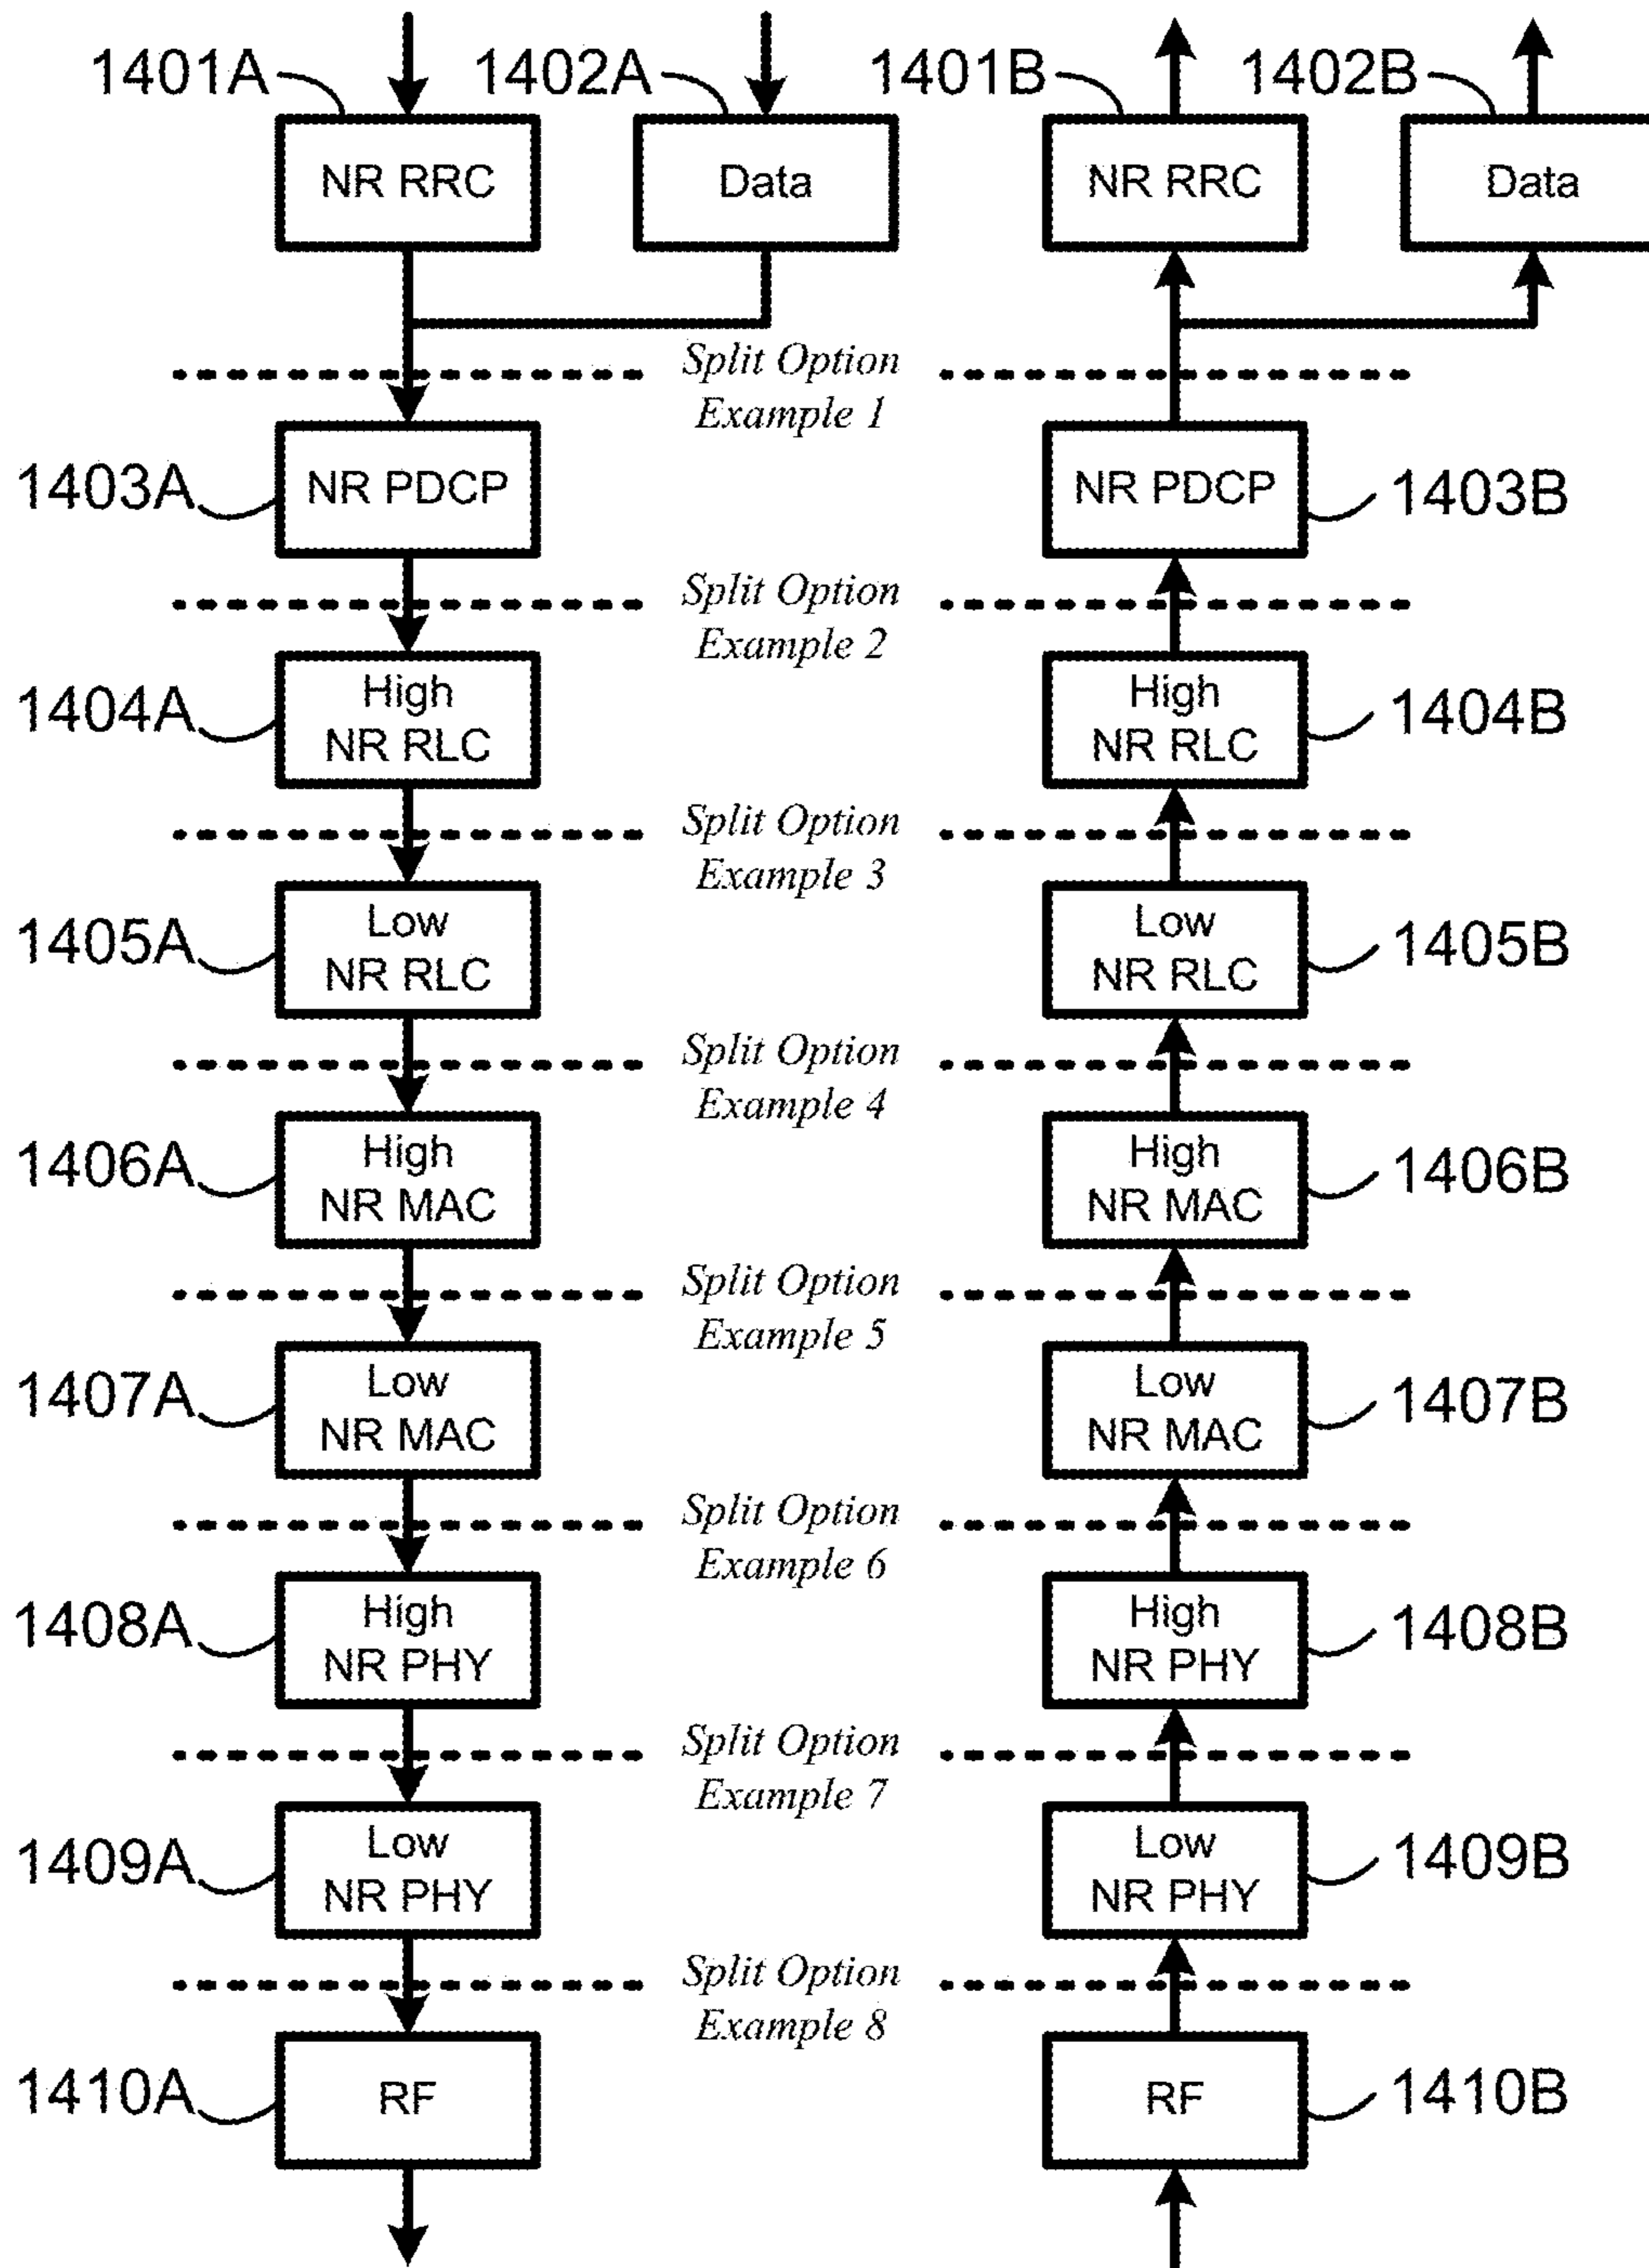 1401A
1402A
1401B
1402B
NR RRC
Data
NR RRC
Data
Split Option
Example 1
1403A
NR PDCP
NR PDCP
1403B
Split Option
Example 2
1404A
High
NR RLC
High
NR RLC
1404B
Split Option
Example 3
1405A
Low
NR RLC
Low
NR RLC
1405B
Split Option
Example 4
1406A
High
NR MAC
High
NR MAC
1406B
Split Option
Example 5
1407A
Low
NR MAC
Low
NR MAC
1407B
Split Option
Example 6
1408A
High
NR PHY
High
NR PHY
1408B
Split Option
Example 7
1409A
Low
NR PHY
Low
NR PHY
1409B
Split Option
Example 8
1410A
RF
RF
1410B